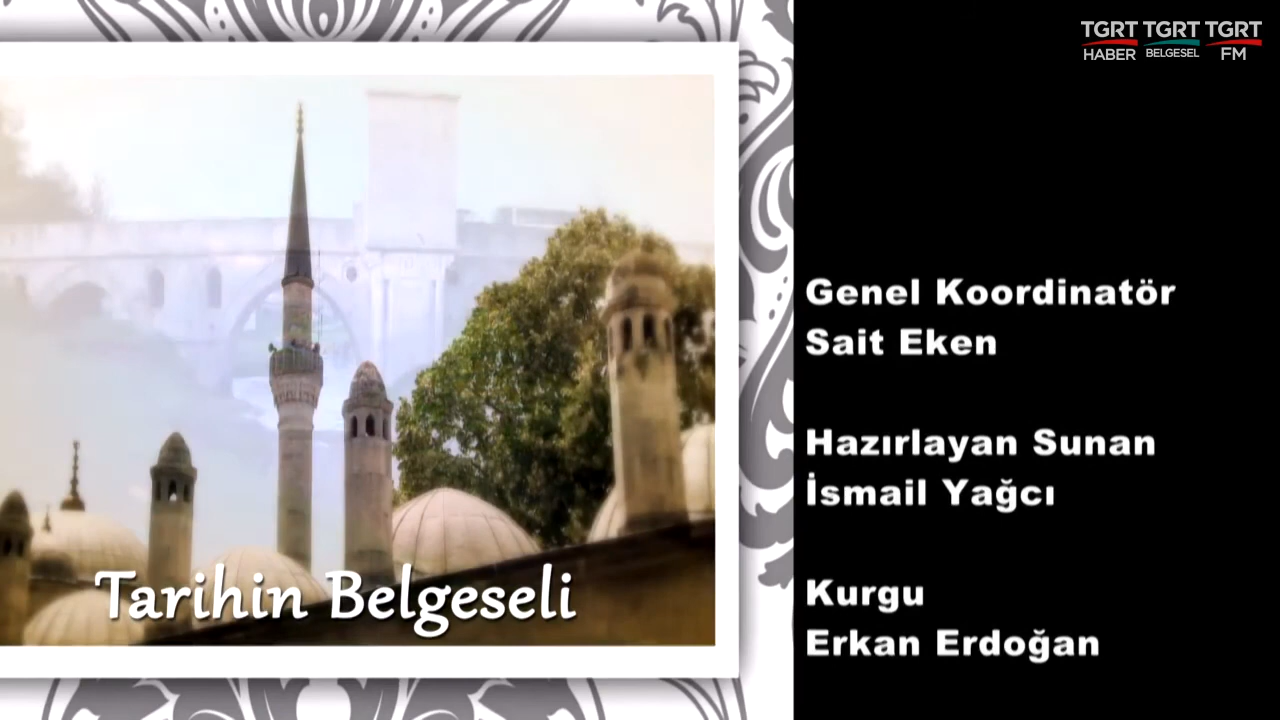 TGRT TGRT TGRT
HABER BELGESEL FM
Genel Koordinatör
Sait Eken
Hazırlayan Sunan
İsmail Yağcı
Kurgu
Erkan Erdoğan
Tarihin Belgeseli